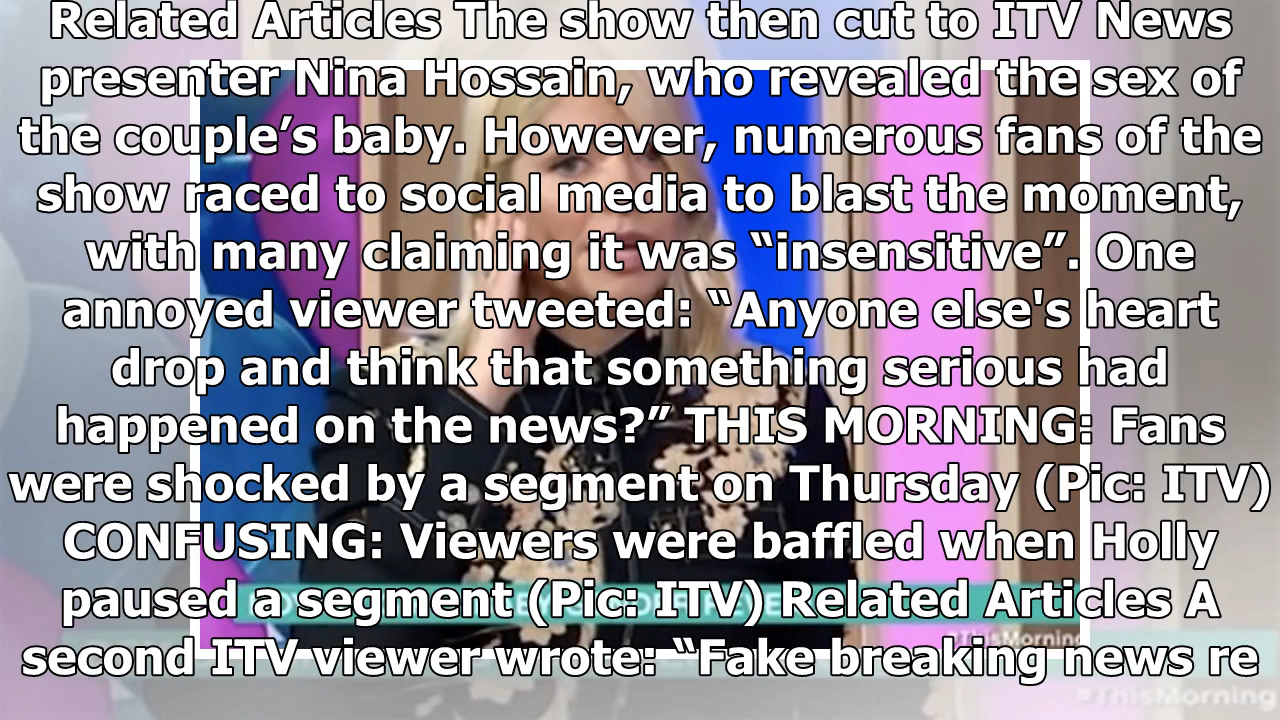 Related Articles The show then cut to ITV News
presenter Nina Hossain, who revealed the sex of
the couple’s baby. However, numerous fans of the
show raced to social media to blast the moment,
with many claiming it was “insensitive”. One
annoyed viewer tweeted: “Anyone else's heart
drop and think that something serious had
happened on the news?” THIS MORNING: Fans
were shocked by a segment on Thursday (Pic: ITV)
CONFUSING: Viewers were baffled when Holly
paused a segment (Pic: ITV) Related Articles A
second ITV viewer wrote: “Fake breaking news re
#ThisMorning
#ThisMorning